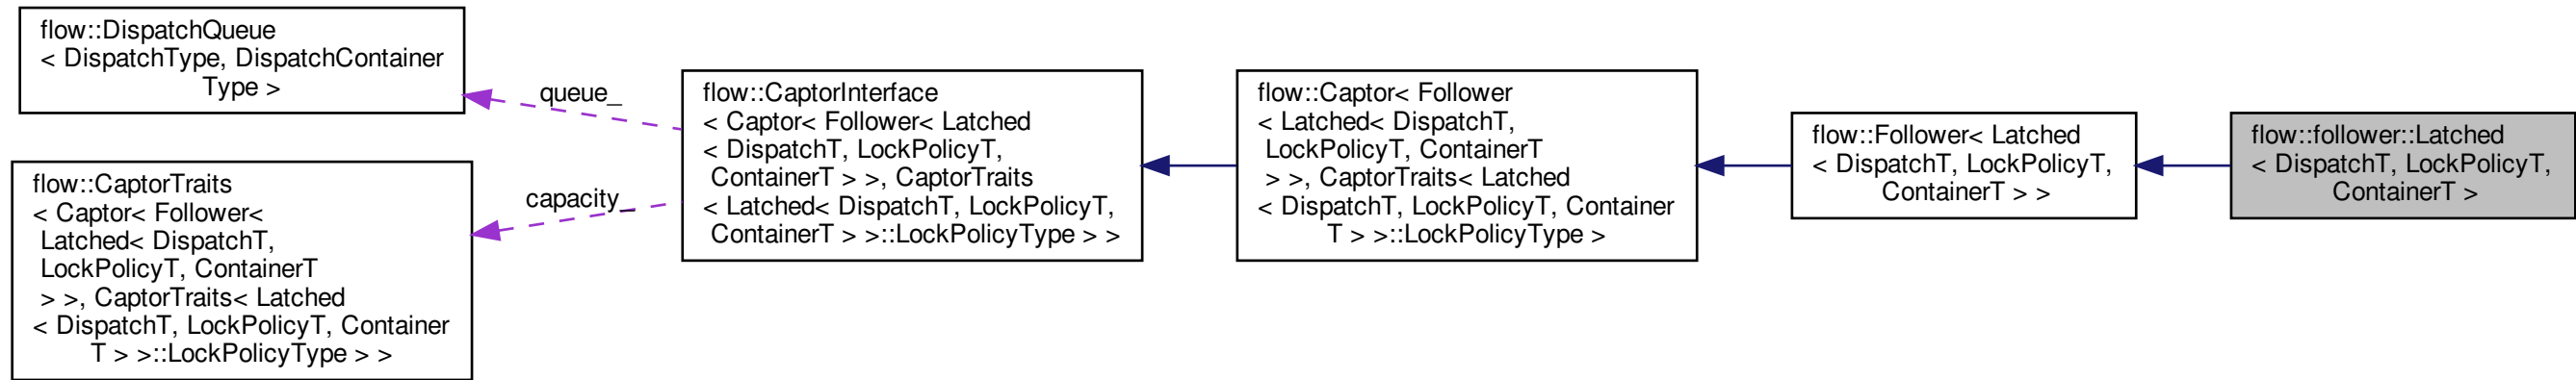 flow::DispatchQueue
< DispatchType, DispatchContainer
Type >
queue_
flow::CaptorTraits
< Captor< Follower<
Latched< DispatchT,
LockPolicyT, ContainerT
> >, CaptorTraits< Latched
< DispatchT, LockPolicyT, Container
T > >::LockPolicyType > >
capacity_
flow::CaptorInterface
< Captor< Follower< Latched
< DispatchT, LockPolicyT,
ContainerT > >, CaptorTraits
< Latched< DispatchT, LockPolicyT,
ContainerT > >::LockPolicyType > >
flow::Captor< Follower
< Latched< DispatchT,
LockPolicyT, ContainerT
> >, CaptorTraits< Latched
< DispatchT, LockPolicyT, Container
T > >::LockPolicyType >
flow::Follower< Latched
< DispatchT, LockPolicyT,
ContainerT > >
flow::follower::Latched
< DispatchT, LockPolicyT,
ContainerT >